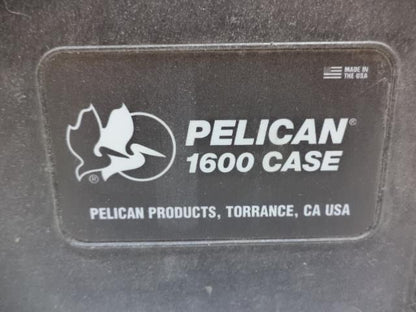 MADE IN
THE USA
PELICAN®
1600 CASE
®
PELICAN PRODUCTS, TORRANCE, CA USA